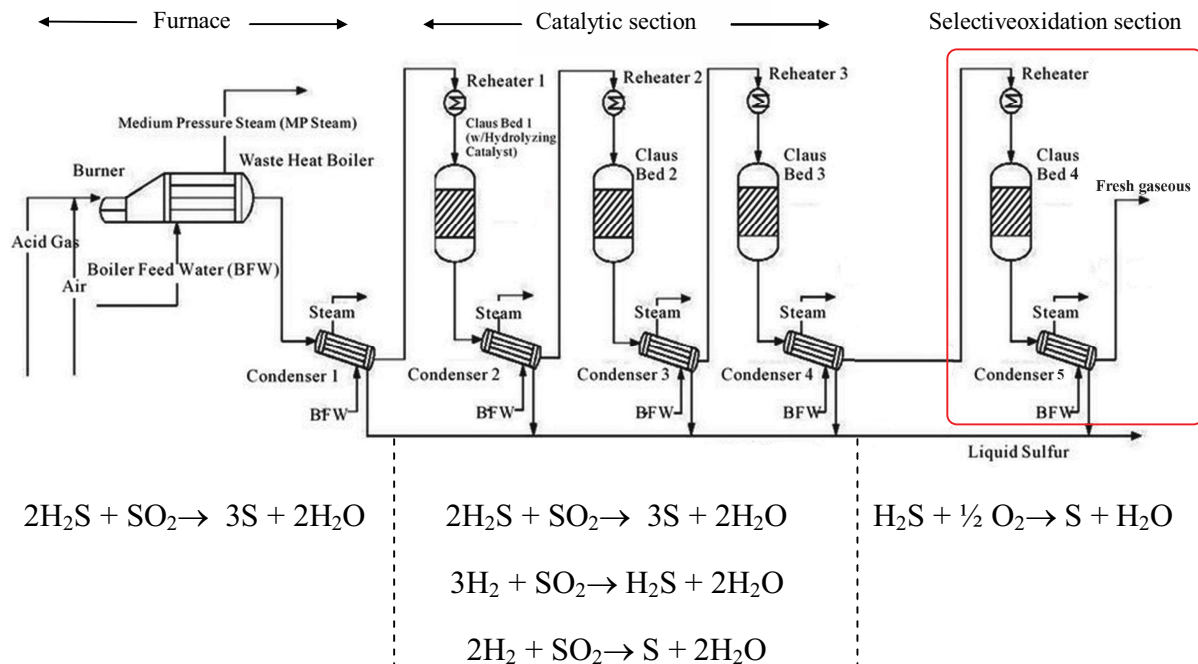 Furnace
Catalytic section
Selectiveoxidation section
Reheater 1
Reheater 2
Reheater 3
Reheater
Medium Pressure Steam (MP Steam)
Waste Heat Boiler
Burner
Claus Bed 1
(w/Hydrolyzing
Catalyst)
Claus
Bed 2
Claus
Bed 3
Claus
Bed 4
Fresh gaseous
M
M
M
M
Acid Gas
Air
Boiler Feed Water (BFW)
Steam
Steam
Steam
Steam
Steam
Condenser 1
Condenser 2
Condenser 3
Condenser 4
Condenser 5
BFW
BFW
BFW
BFW
BFW
Liquid Sulfur
2H₂S + SO₂→ 3S + 2H₂O
2H₂S + SO₂→ 3S + 2H₂O
H₂S + ½ O₂→ S + H₂O
3H₂ + SO₂→ H₂S + 2H₂O
2H₂ + SO₂→ S + 2H₂O